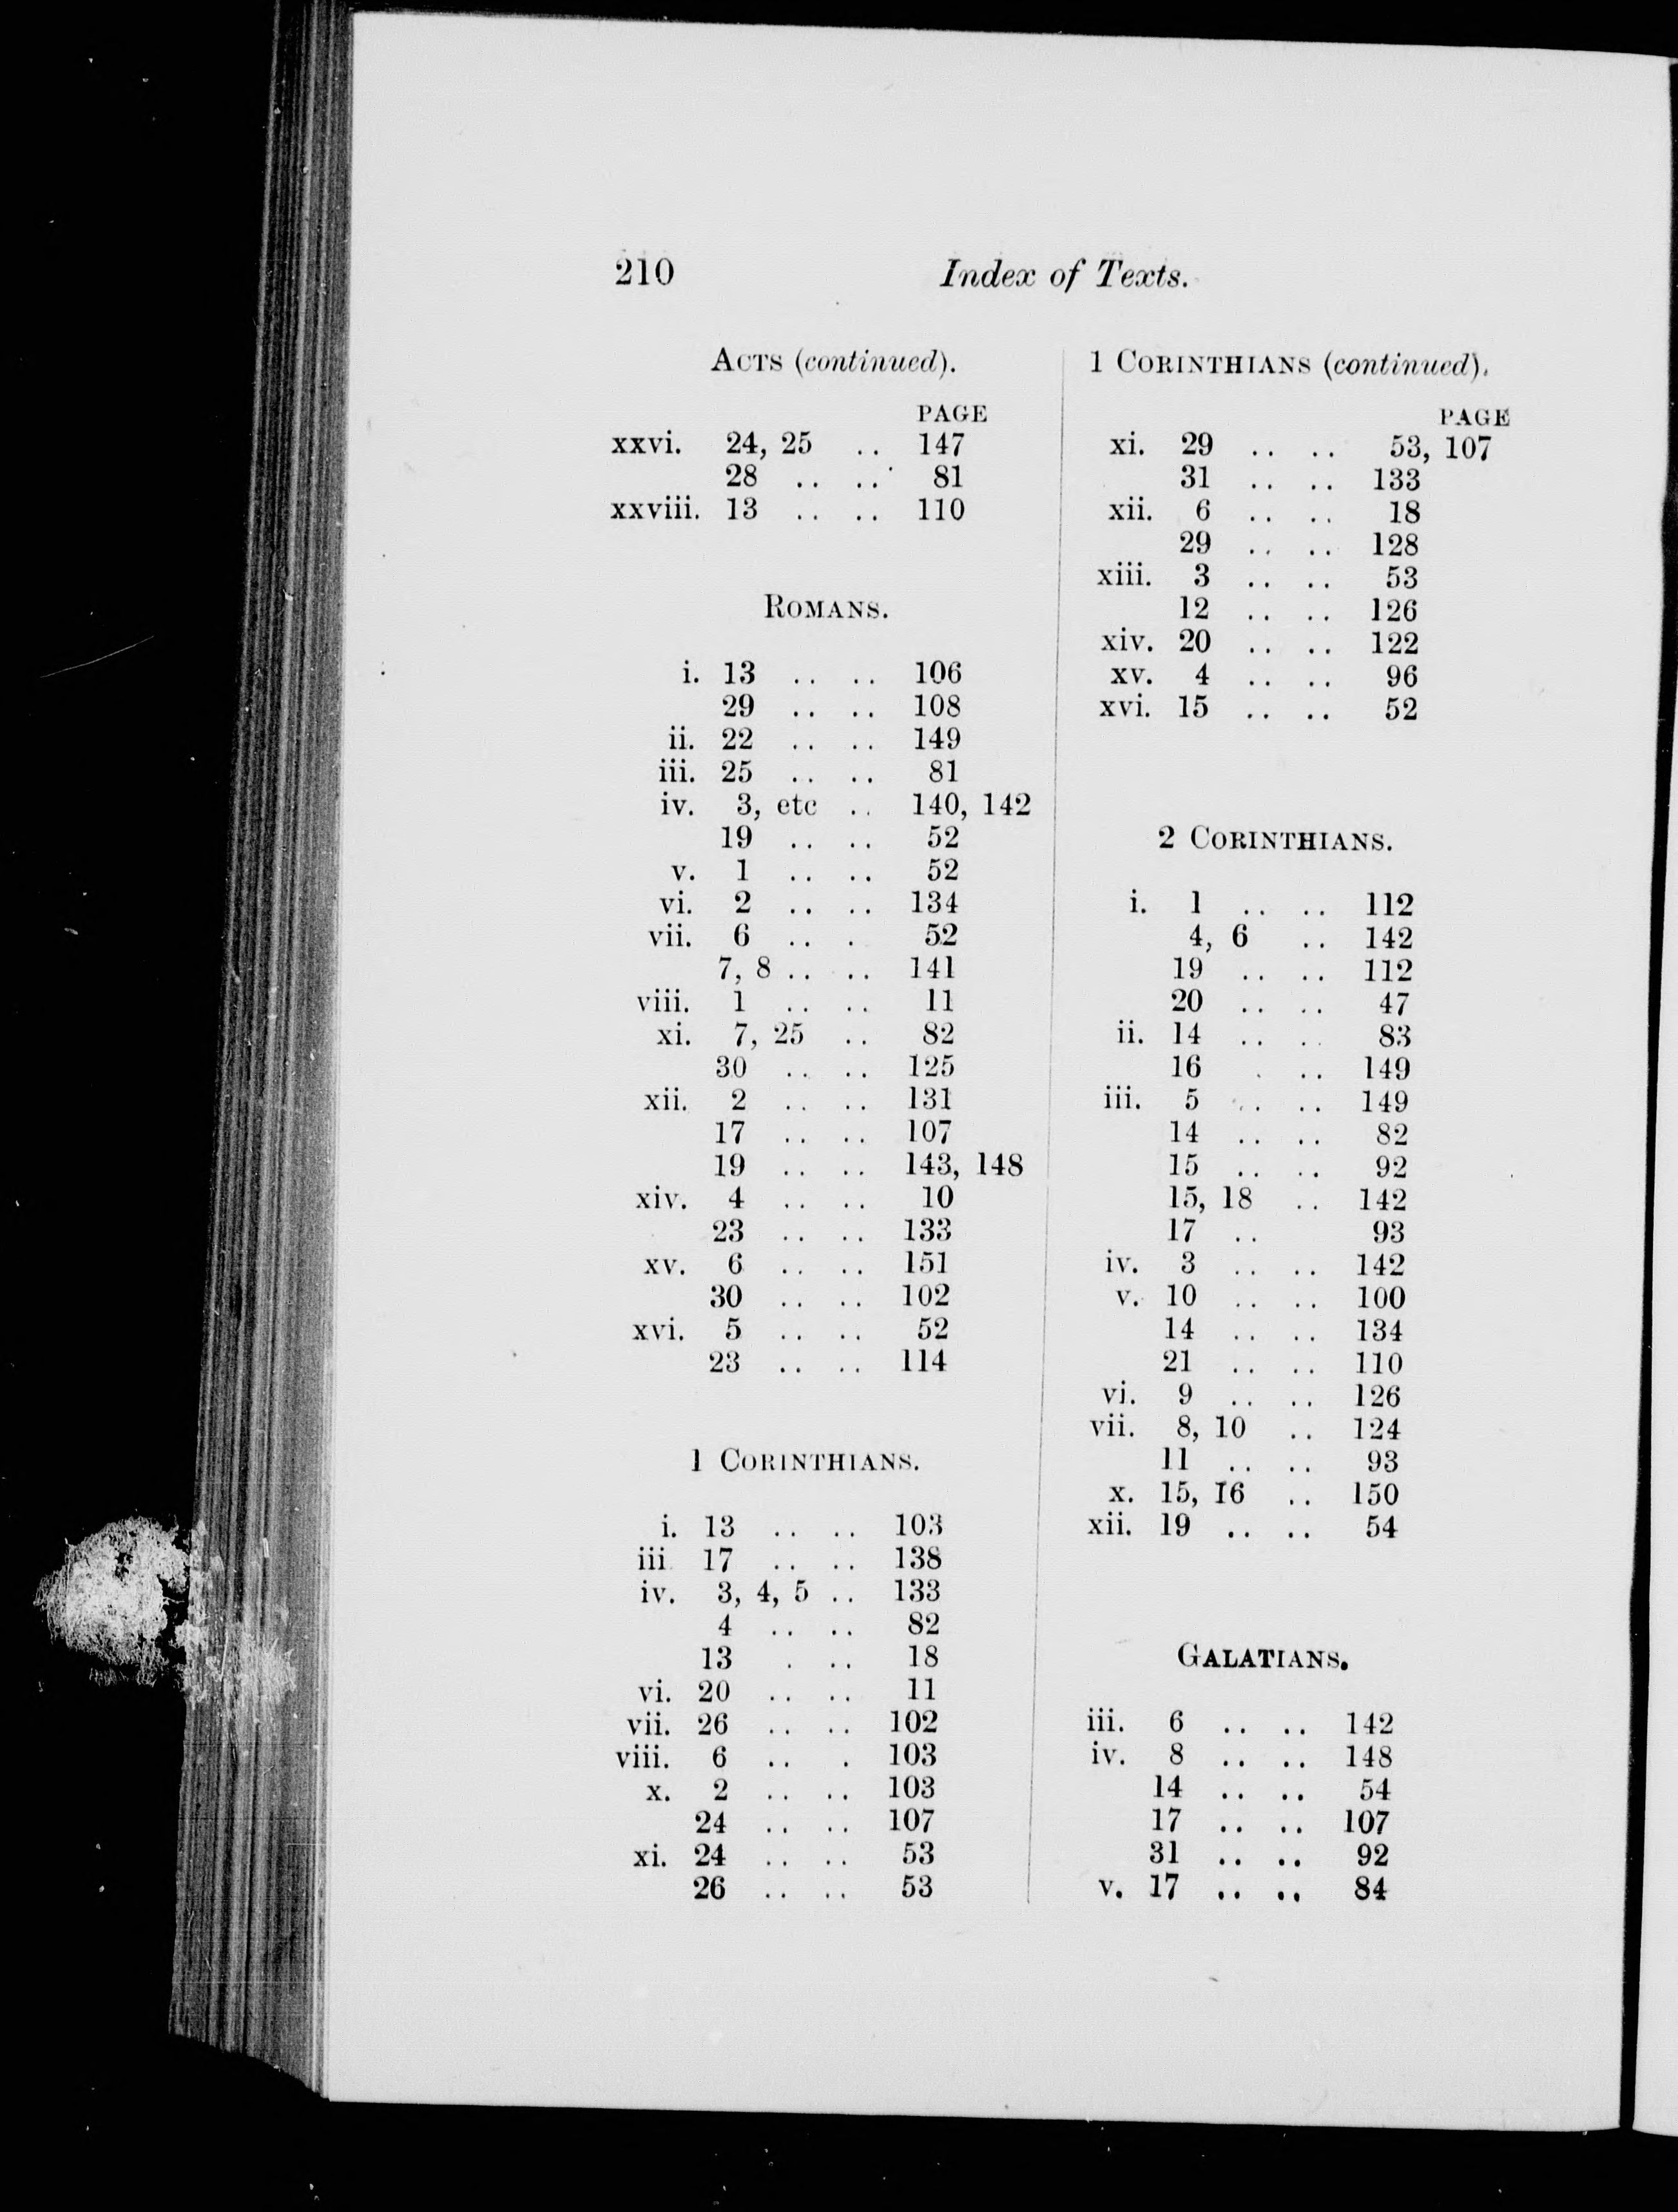 210 Index of Texts.
ACTS (continued).
PAGE
xxvi. 24, 25 .. 147
28 .. .. 81
xxviii. 13 .. .. 110
ROMANS.
i. 13 .. .. 106
29 .. .. 108
ii. 22 .. .. 149
iii. 25 .. .. 81
iv. 3, etc .. 140, 142
19 .. .. 52
v. 1 .. .. 52
vi. 2 .. .. 134
vii. 6 .. . 52
7, 8 .. .. 141
viii. 1 .. .. 11
xi. 7, 25 .. 82
30 .. .. 125
xii. 2 .. .. 131
17 .. .. 107
19 .. .. 143, 148
xiv. 4 .. .. 10
23 .. .. 133
xv. 6 .. .. 151
30 .. .. 102
xvi. 5 .. .. 52
23 .. .. 114
1 CORINTHIANS.
i. 13 .. .. 103
iii 17 .. .. 138
iv. 3, 4, 5 .. 133
4 .. .. 82
13 . .. 18
vi. 20 .. .. 11
vii. 26 .. .. 102
viii. 6 .. . 103
x. 2 .. .. 103
24 .. .. 107
xi. 24 .. .. 53
26 .. .. 53
1 CORINTHIANS (continued).
PAGE
xi. 29 .. .. 53, 107
31 .. .. 133
xii. 6 .. .. 18
29 .. .. 128
xiii. 3 .. .. 53
12 .. .. 126
xiv. 20 .. .. 122
xv. 4 .. .. 96
xvi. 15 .. .. 52
2 CORINTHIANS.
i. 1 .. .. 112
4, 6 .. 142
19 .. .. 112
20 .. .. 47
ii. 14 .. .. 83
16 . .. 149
iii. 5 .. .. 149
14 .. .. 82
15 .. .. 92
15, 18 .. 142
17 .. 93
iv. 3 .. .. 142
v. 10 .. .. 100
14 .. .. 134
21 .. .. 110
vi. 9 .. .. 126
vii. 8, 10 .. 124
11 .. .. 93
x. 15, 16 .. 150
xii. 19 .. .. 54
GALATIANS.
iii. 6 .. .. 142
iv. 8 .. .. 148
14 .. .. 54
17 .. .. 107
31 .. .. 92
v. 17 .. .. 84